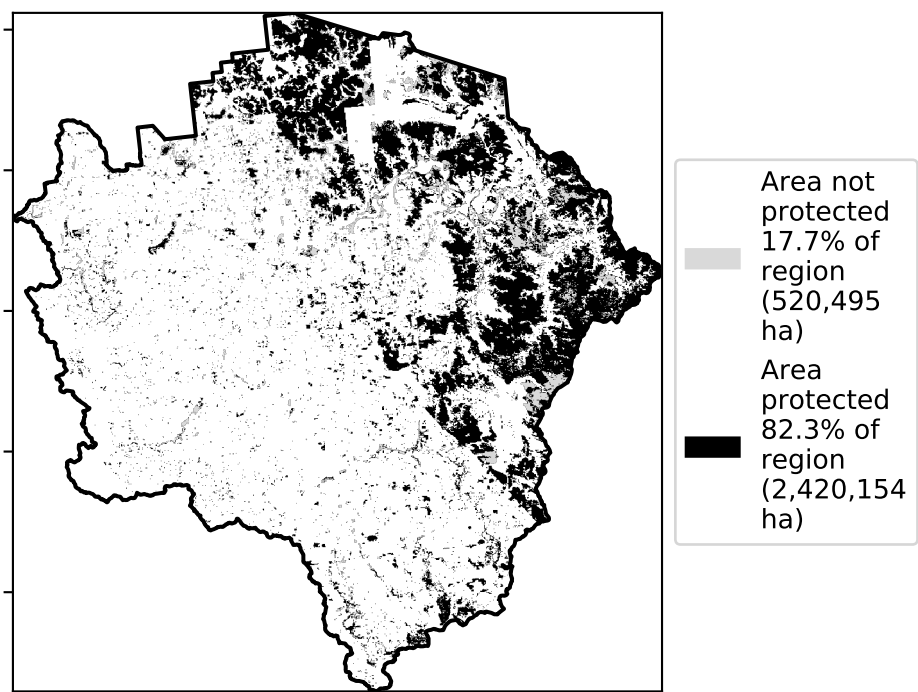 Area not
protected
17.7% of
region
(520,495
ha)
Area
protected
82.3% of
region
(2,420,154
ha)